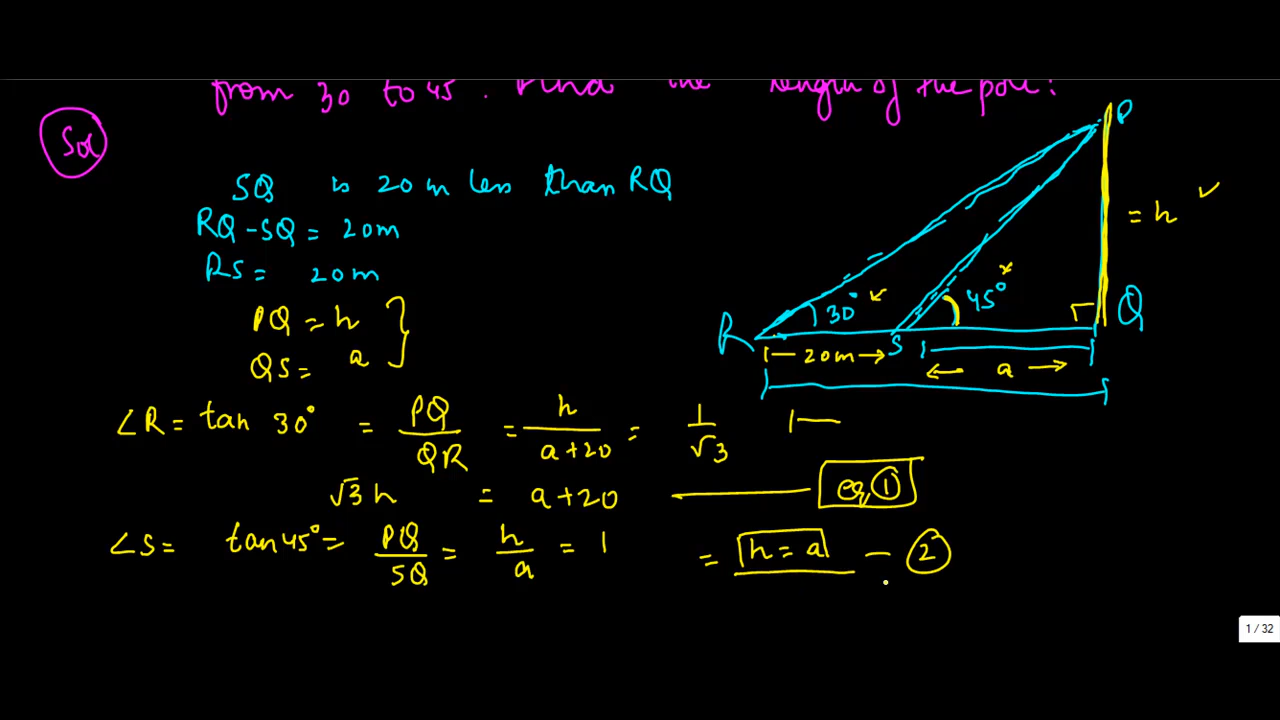 from 30 to 45. Find the length of the pole?
Sol
SQ is 20 m less than RQ
RQ - SQ = 20m
RS = 20m
PQ = h }
QS = a
P
= h ✓
Q
R
30°
S
45°
20m
a
∠R = tan 30° = PQ/QR = h/(a+20) = 1/√3
√3 h = a+20 ——— eq ①
∠S = tan 45° = PQ/SQ = h/a = 1 = h = a — ②
1 / 32